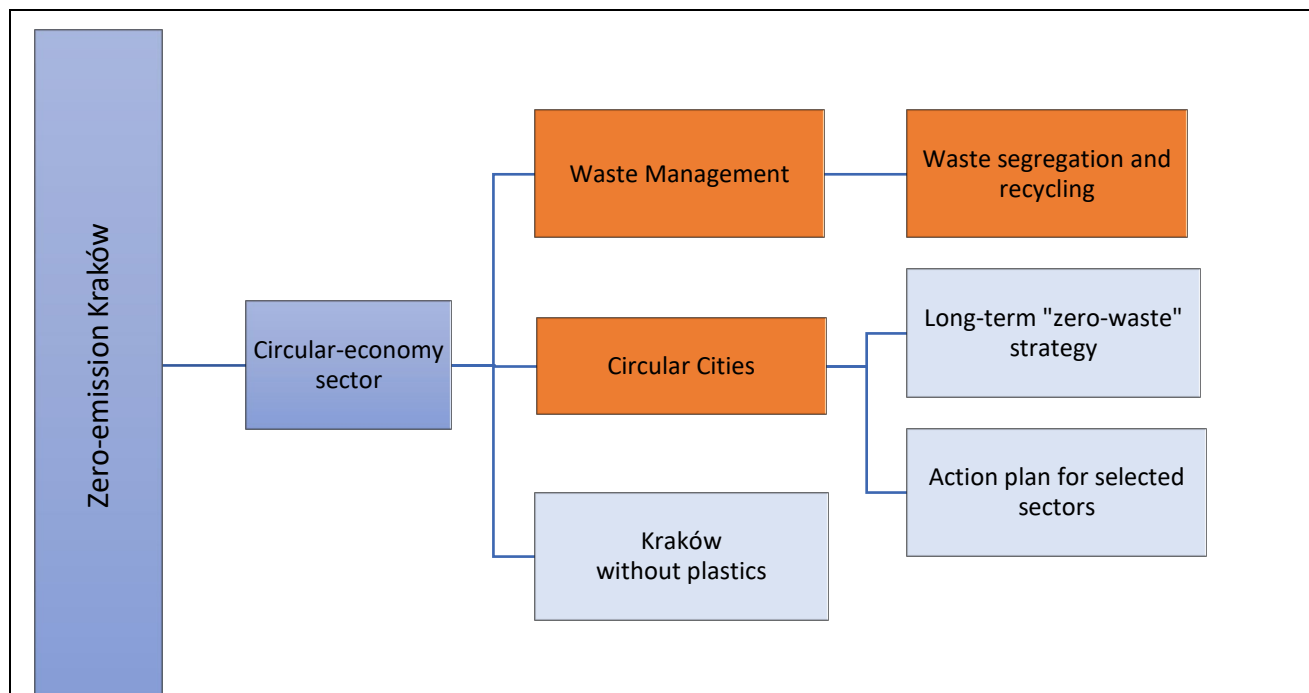 Zero-emission Kraków
Circular-economy
sector
Waste Management
Waste segregation and
recycling
Circular Cities
Long-term "zero-waste"
strategy
Action plan for selected
sectors
Kraków
without plastics